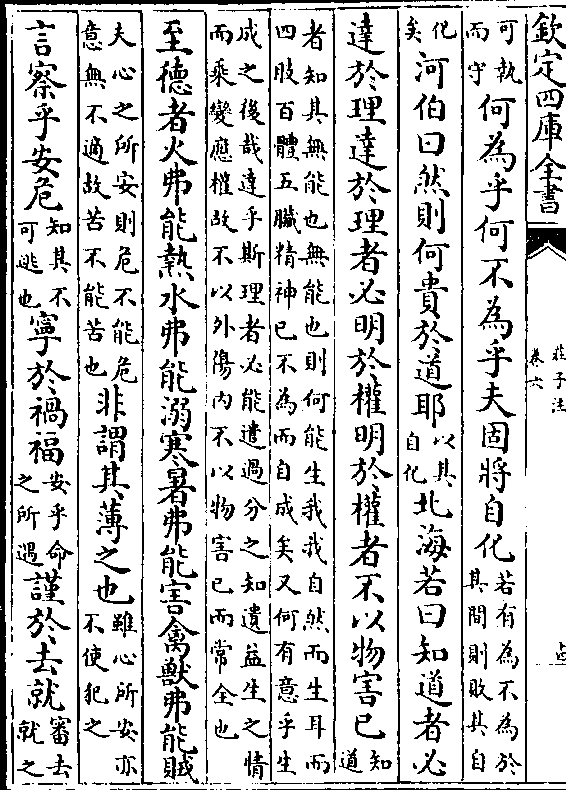 欽定四庫全書
莊子注
卷六
可執
而守
何為乎何不為乎夫固將自化
若有為不為於
其間則敗其自
化
矣
河伯曰然則何貴於道耶
以其
自化
北海若曰知道者必
達於理達於理者必明於權明於權者不以物害已
知
道
者知其無能也無能也則何能生我我自然而生耳而
四肢百體五臟精神已不為而自成矣又何有意乎生
成之後哉達乎斯理者必能遣過分之知遺益生之情
而乘變應權故不以外傷内不以物害已而常全也
至德者火弗能熱水弗能溺寒暑弗能害禽獸弗能賊
夫心之所安則危不能危
意無不適故苦不能苦也
非謂其薄之也
雖心所安亦
不使犯之
言察乎安危
知其不
可逃也
寧於禍福
安乎命
之所遇
謹於去就
審去
就之